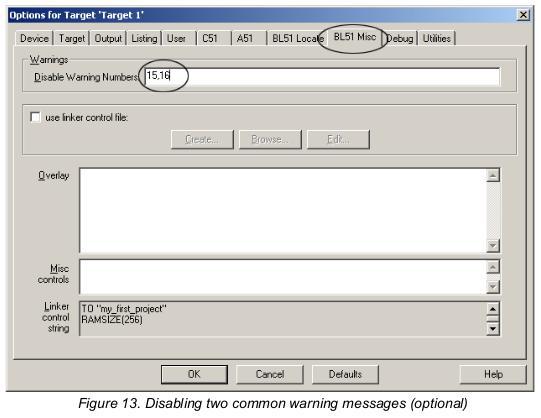 Options for Target 'Target 1'
Device Target Output Listing User C51 A51 BL51 Locate BL51 Misc Debug Utilities
Warnings
Disable Warning Numbers: 15,16
use linker control file:
Create... Browse... Edit...
Overlay
Misc
controls
Linker
control
string
TO "my_first_project"
RAMSIZE(256)
OK Cancel Defaults Help
Figure 13. Disabling two common warning messages (optional)